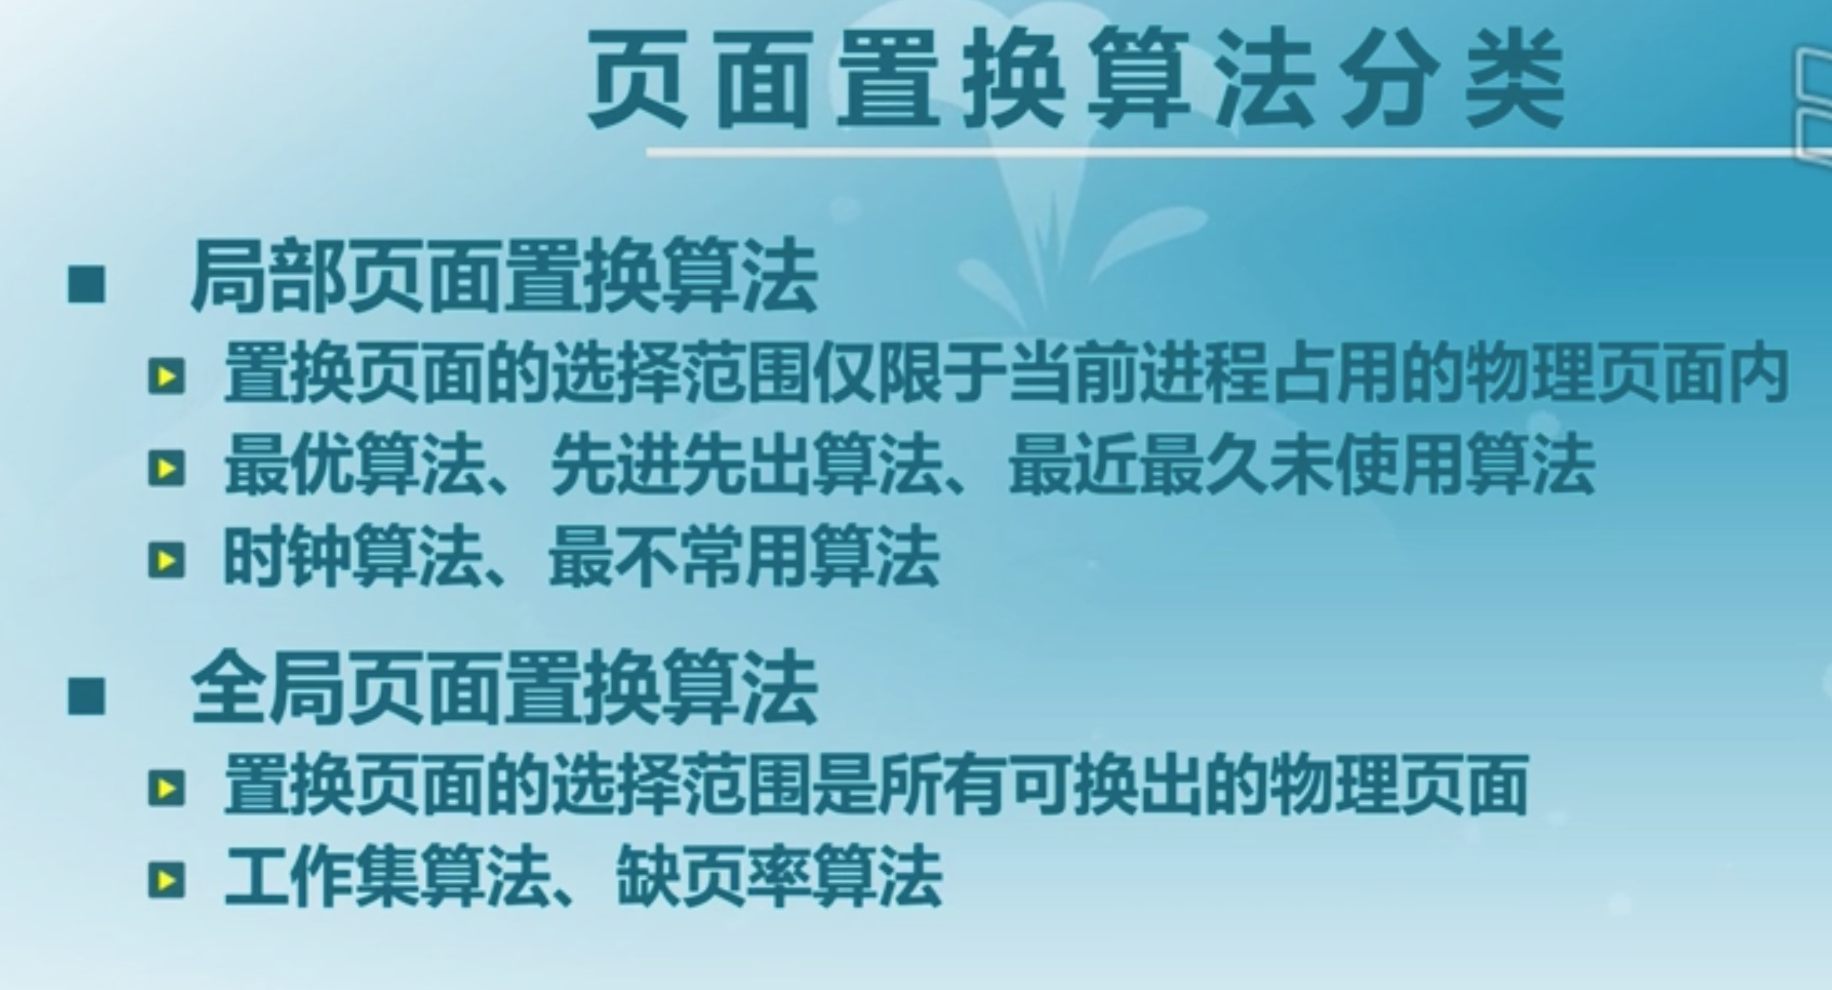 页面置换算法分类
局部页面置换算法
置换页面的选择范围仅限于当前进程占用的物理页面内
最优算法、先进先出算法、最近最久未使用算法
时钟算法、最不常用算法
全局页面置换算法
置换页面的选择范围是所有可换出的物理页面
工作集算法、缺页率算法